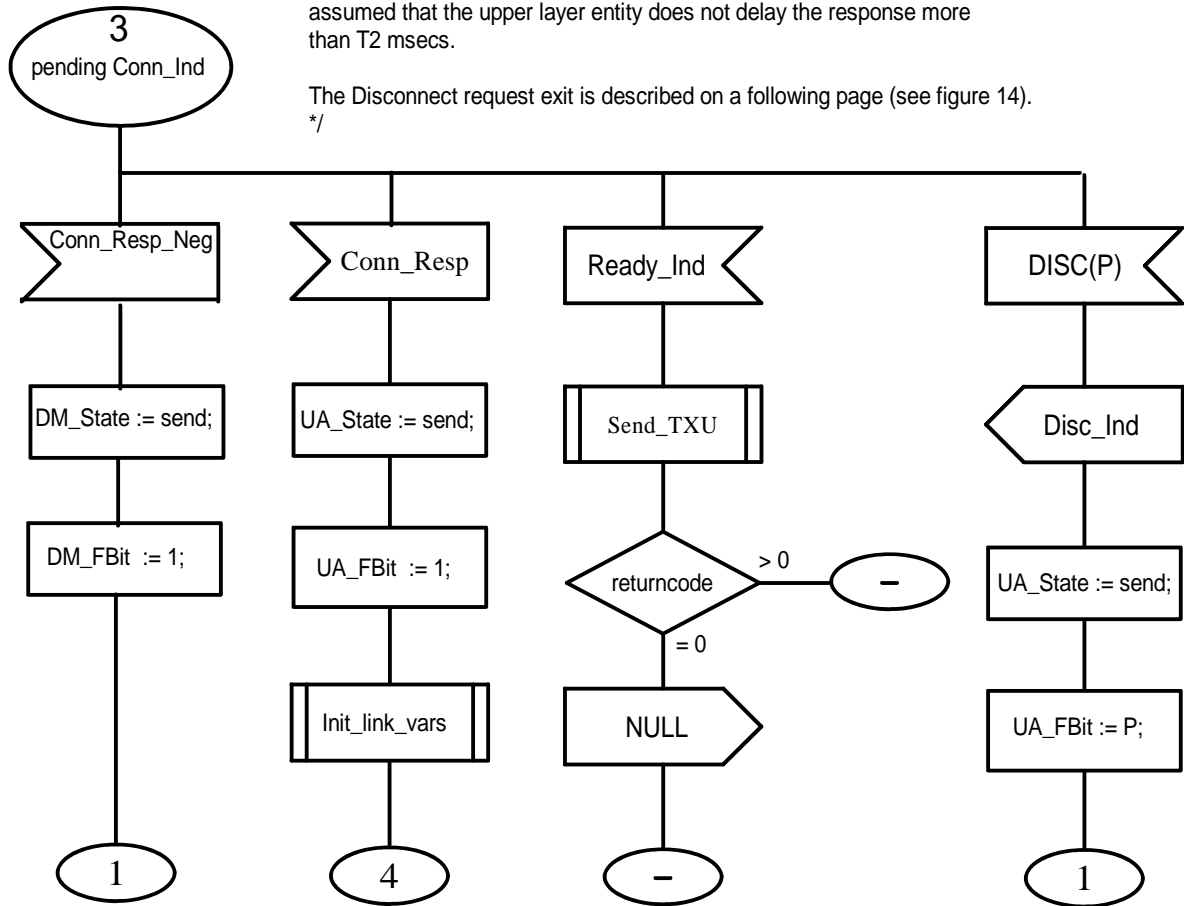 assumed that the upper layer entity does not delay the response more
than T2 msecs.
The Disconnect request exit is described on a following page (see figure 14).
*/
3
pending Conn_Ind
Conn_Resp_Neg
Conn_Resp
Ready_Ind
DISC(P)
DM_State := send;
UA_State := send;
Send_TXU
Disc_Ind
DM_FBit := 1;
UA_FBit := 1;
returncode
> 0
–
= 0
UA_State := send;
Init_link_vars
NULL
UA_FBit := P;
1
4
–
1